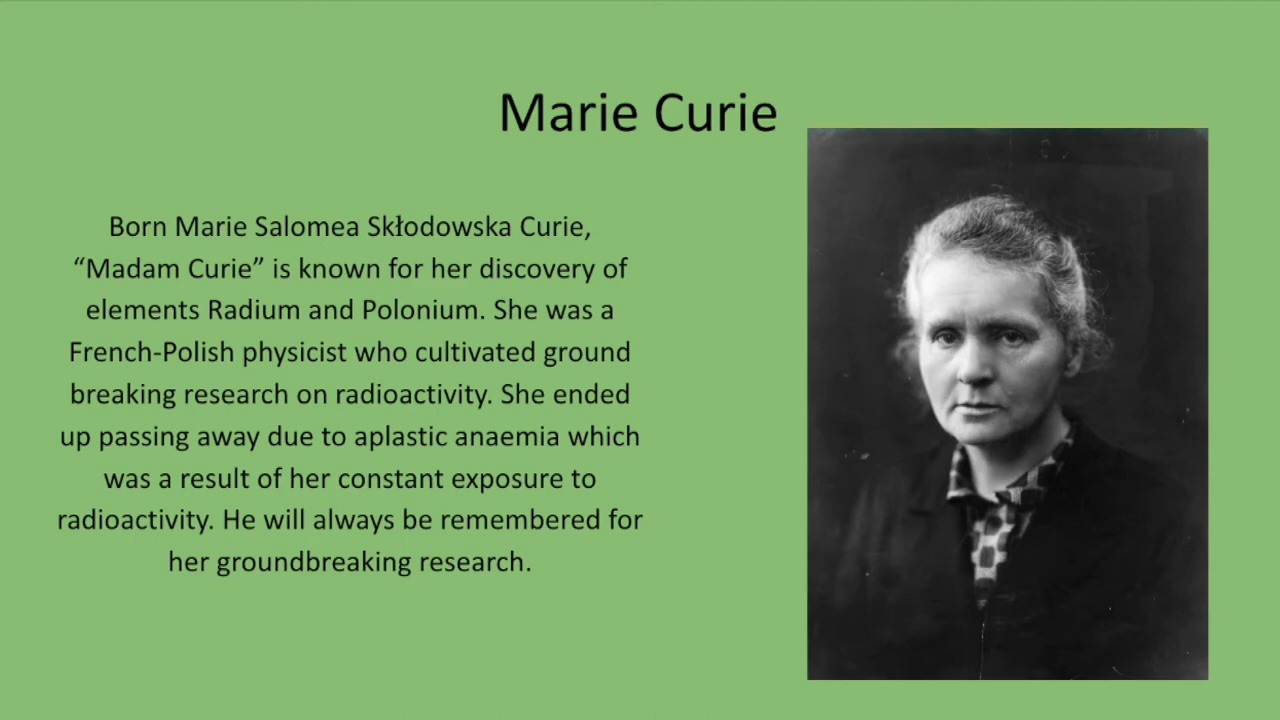 Marie Curie
Born Marie Salomea Skłodowska Curie,
“Madam Curie” is known for her discovery of
elements Radium and Polonium. She was a
French-Polish physicist who cultivated ground
breaking research on radioactivity. She ended
up passing away due to aplastic anaemia which
was a result of her constant exposure to
radioactivity. He will always be remembered for
her groundbreaking research.